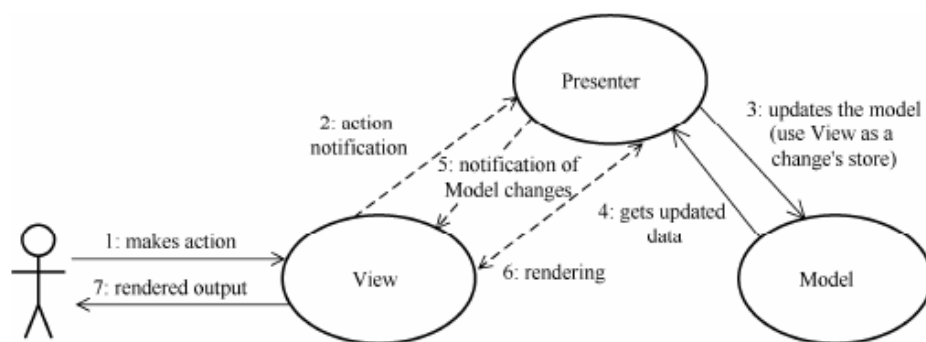 Presenter
2: action
notification
3: updates the model
(use View as a
change's store)
5: notification of
Model changes
4: gets updated
data
1: makes action
View
6: rendering
Model
7: rendered output